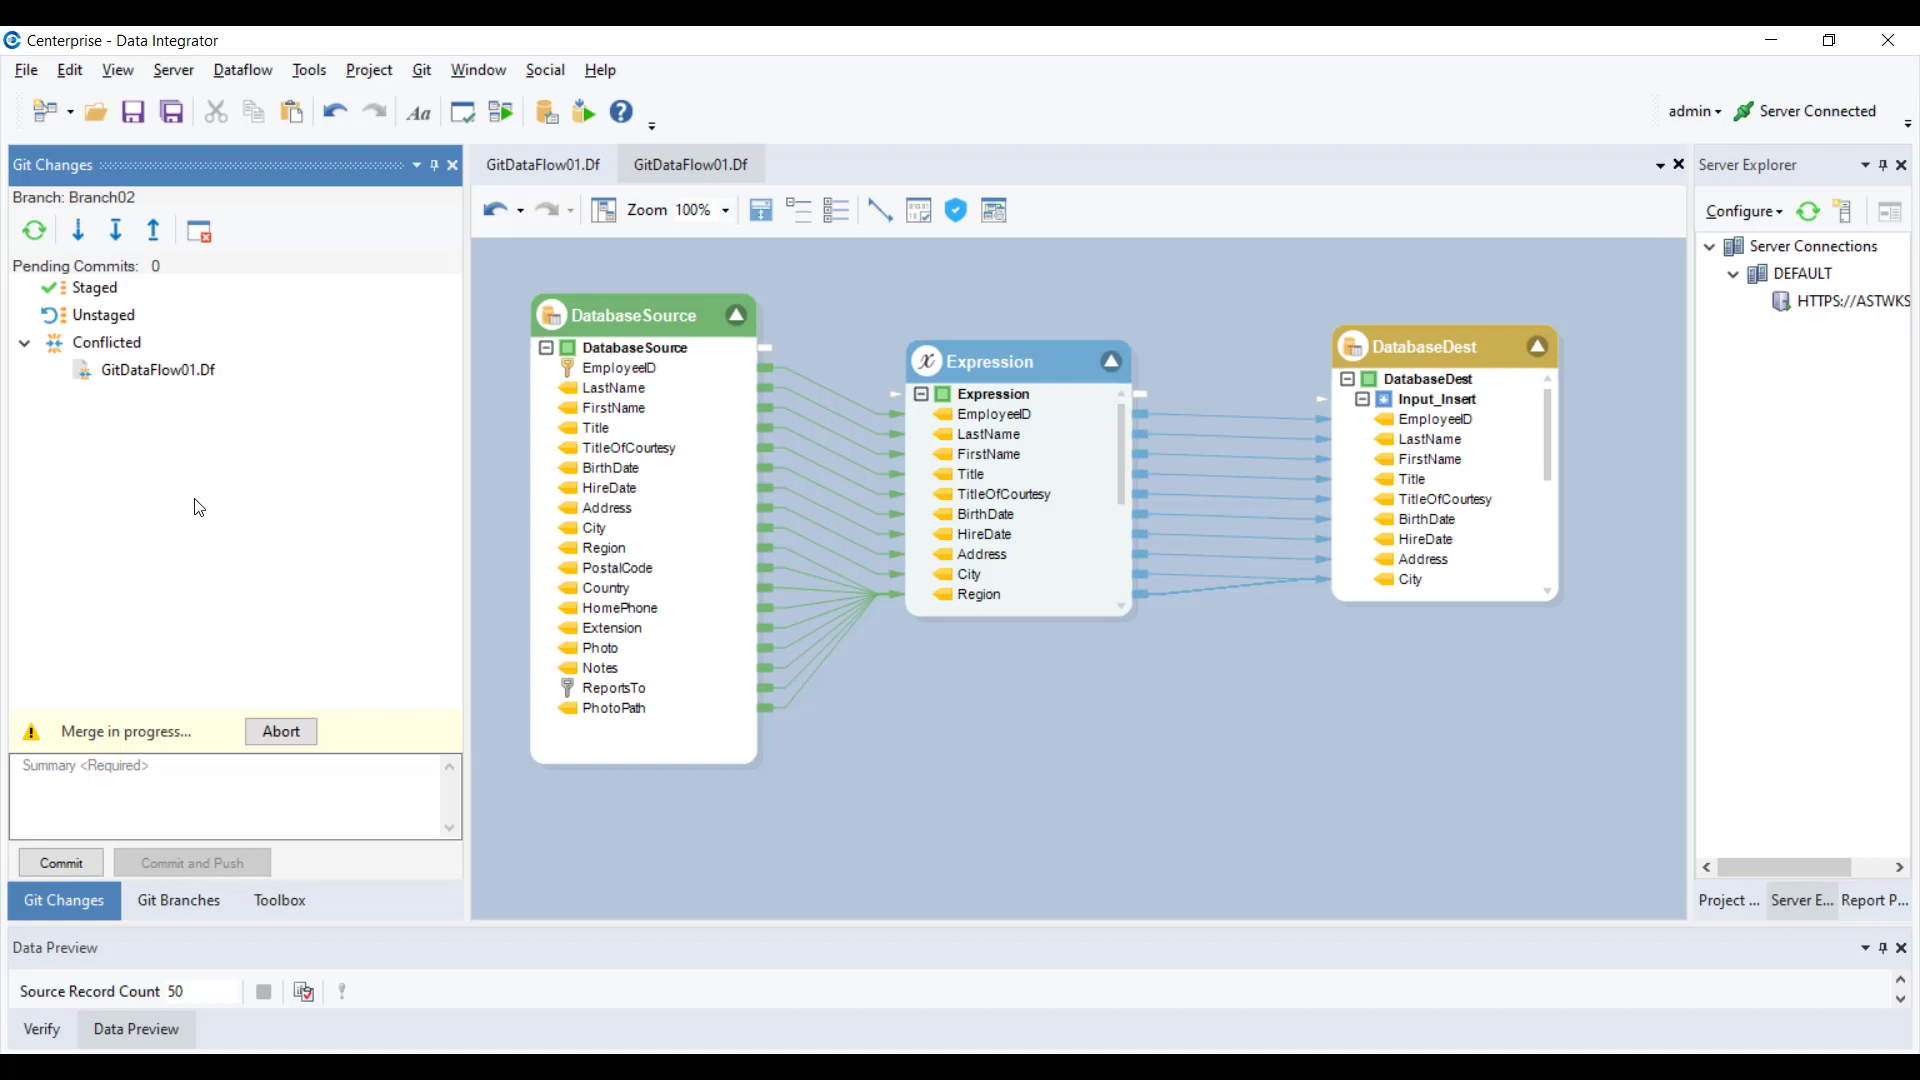 Centerprise - Data Integrator
File Edit View Server Dataflow Tools Project Git Window Social Help
Aa
admin Server Connected
Git Changes
Branch: Branch02
Pending Commits: 0
Staged
Unstaged
Conflicted
GitDataFlow01.Df
Merge in progress...
Abort
Summary <Required>
Commit
Commit and Push
Git Changes
Git Branches
Toolbox
GitDataFlow01.Df
GitDataFlow01.Df
Zoom 100%
DatabaseSource
DatabaseSource
EmployeeID
LastName
FirstName
Title
TitleOfCourtesy
BirthDate
HireDate
Address
City
Region
PostalCode
Country
HomePhone
Extension
Photo
Notes
ReportsTo
PhotoPath
Expression
Expression
EmployeeID
LastName
FirstName
Title
TitleOfCourtesy
BirthDate
HireDate
Address
City
Region
DatabaseDest
DatabaseDest
Input_Insert
EmployeeID
LastName
FirstName
Title
TitleOfCourtesy
BirthDate
HireDate
Address
City
Server Explorer
Configure
Server Connections
DEFAULT
HTTPS://ASTWKS
Project ...
Server E...
Report P...
Data Preview
Source Record Count 50
Verify
Data Preview